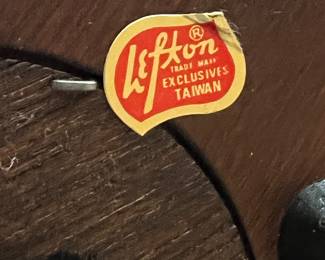 Lefton®
TRADE MARK
EXCLUSIVES
TAIWAN